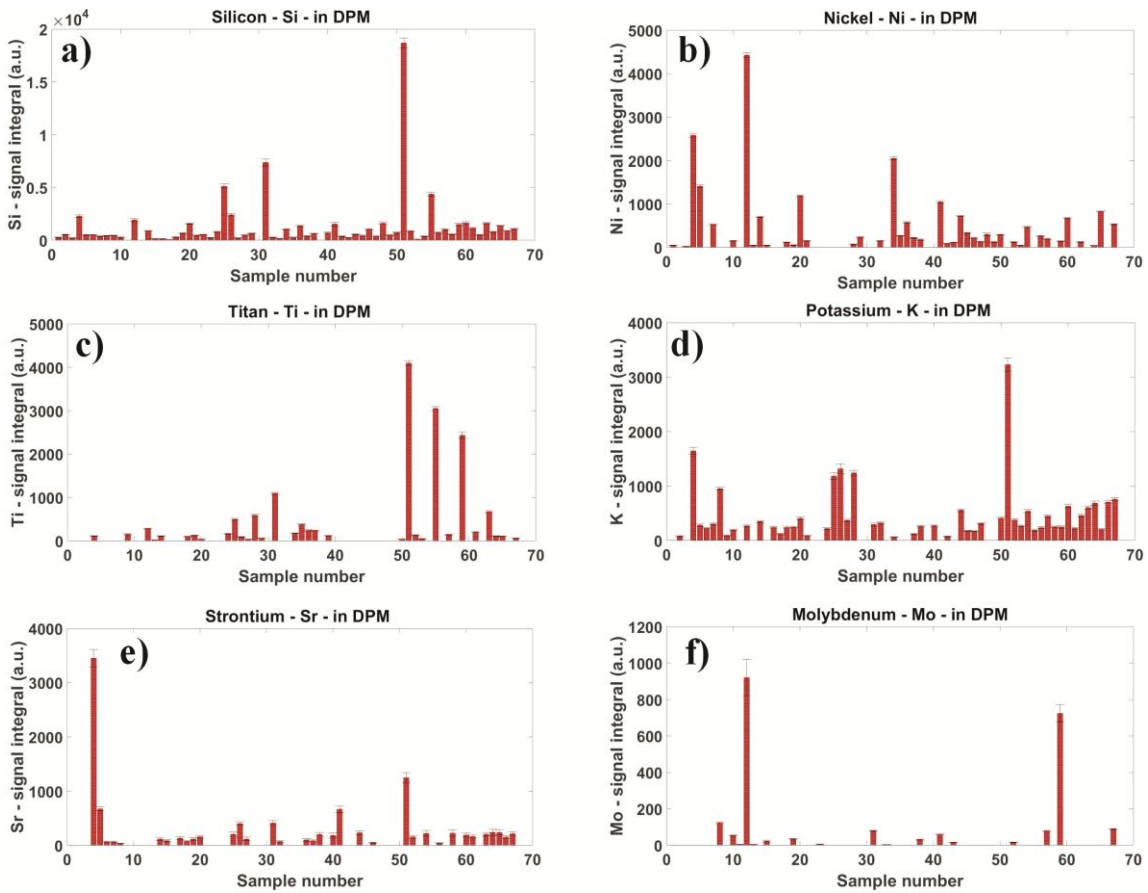 Silicon - Si - in DPM
×10⁴
a)
Si - signal integral (a.u.)
2
1.5
1
0.5
0
0 10 20 30 40 50 60 70
Sample number
Nickel - Ni - in DPM
b)
Ni - signal integral (a.u.)
5000
4000
3000
2000
1000
0
0 10 20 30 40 50 60 70
Sample number
Titan - Ti - in DPM
c)
Ti - signal integral (a.u.)
5000
4000
3000
2000
1000
0
0 10 20 30 40 50 60 70
Sample number
Potassium - K - in DPM
d)
K - signal integral (a.u.)
4000
3000
2000
1000
0
0 10 20 30 40 50 60 70
Sample number
Strontium - Sr - in DPM
e)
Sr - signal integral (a.u.)
4000
3000
2000
1000
0
0 10 20 30 40 50 60 70
Sample number
Molybdenum - Mo - in DPM
f)
Mo - signal integral (a.u.)
1200
1000
800
600
400
200
0
0 10 20 30 40 50 60 70
Sample number